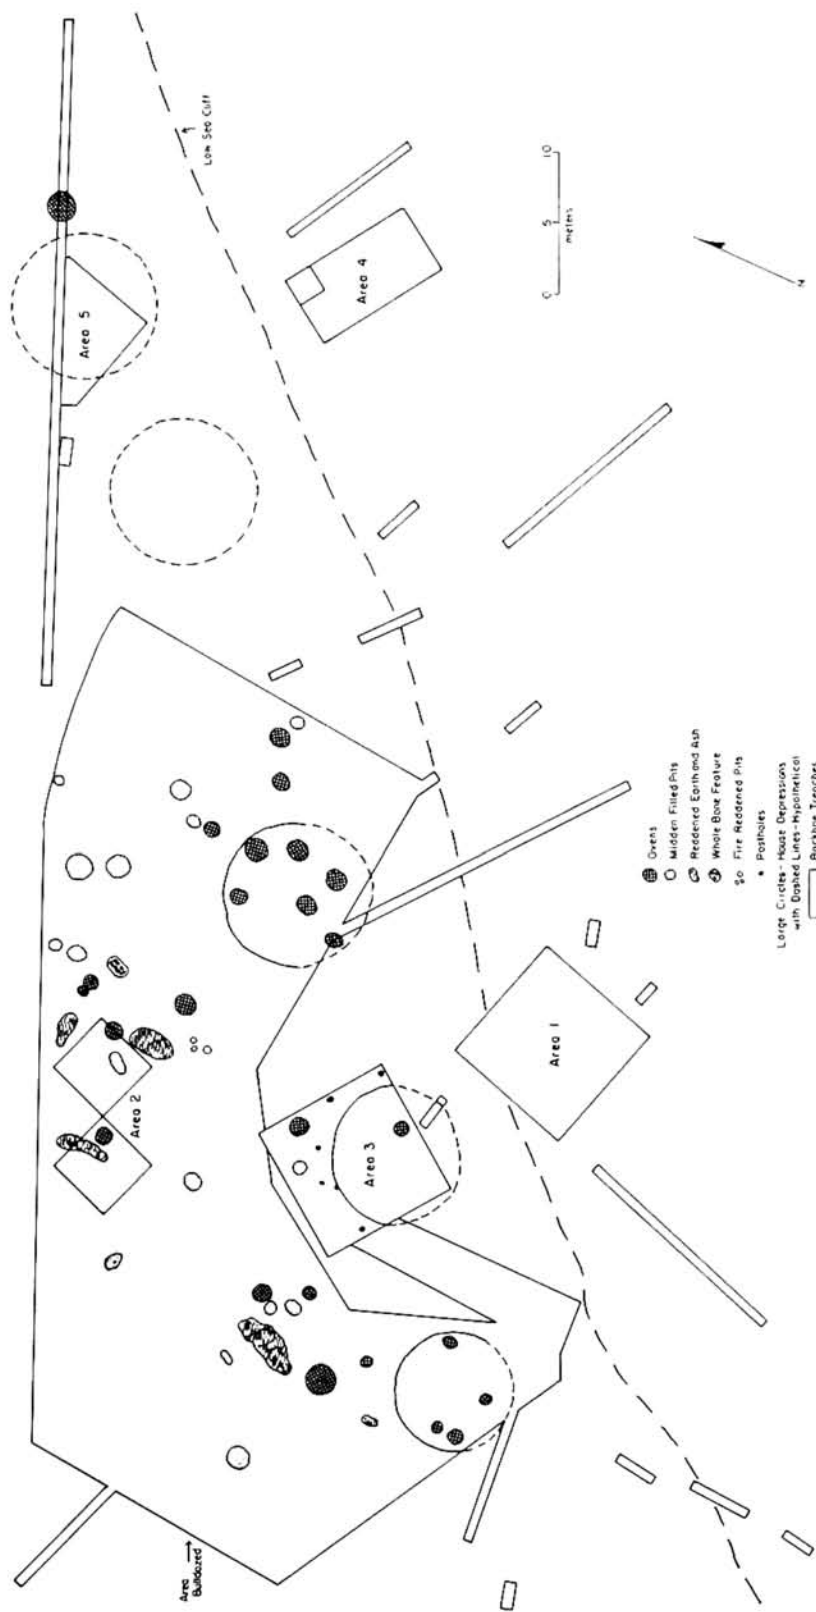 Low Sea Cliff
Area 5
Area 4
0 5 10
meters
N
Area 2
Area 3
Area 1
Area
Bulldozed
Ovens
Midden Filled Pits
Reddened Earth and Ash
Whole Bone Feature
Fire Reddened Pits
Postholes
Large Circles - House Depressions
with Dashed Lines - Hypothetical
Backhoe Trenches